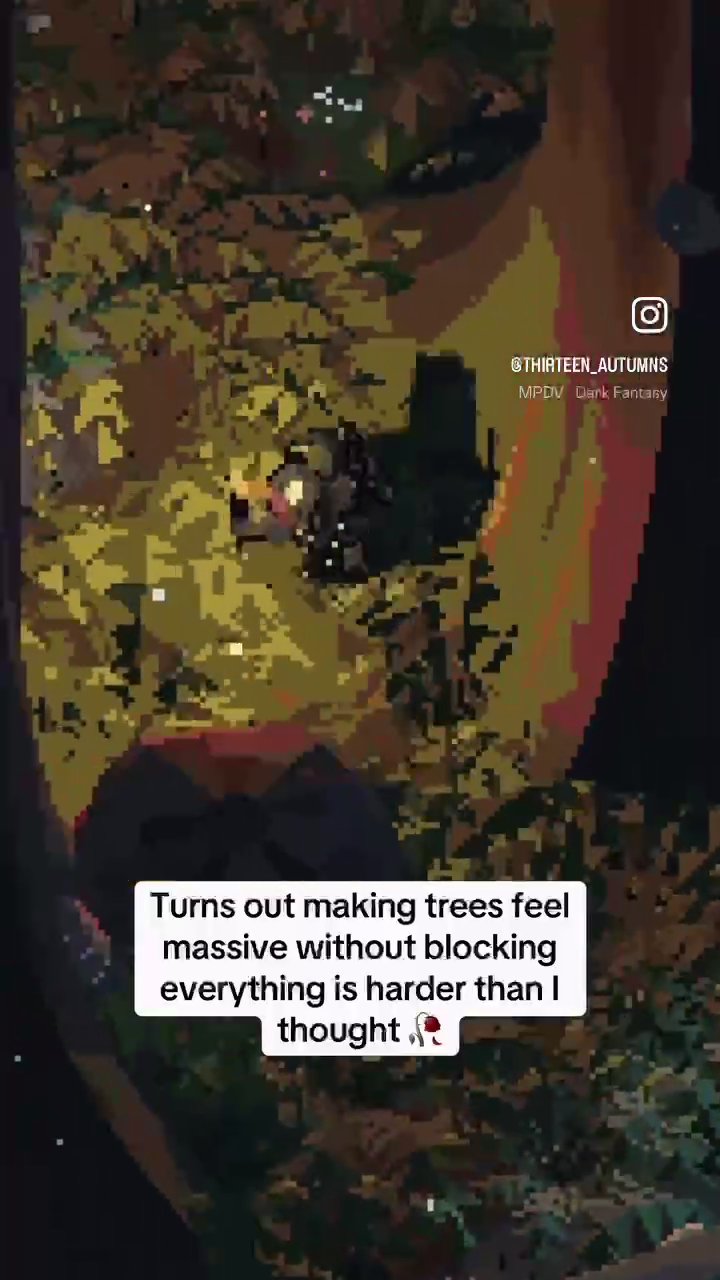 @THIRTEEN_AUTUMNS
MPDV Dark Fantasy
Turns out making trees feel
massive without blocking
everything is harder than I
thought 🥀